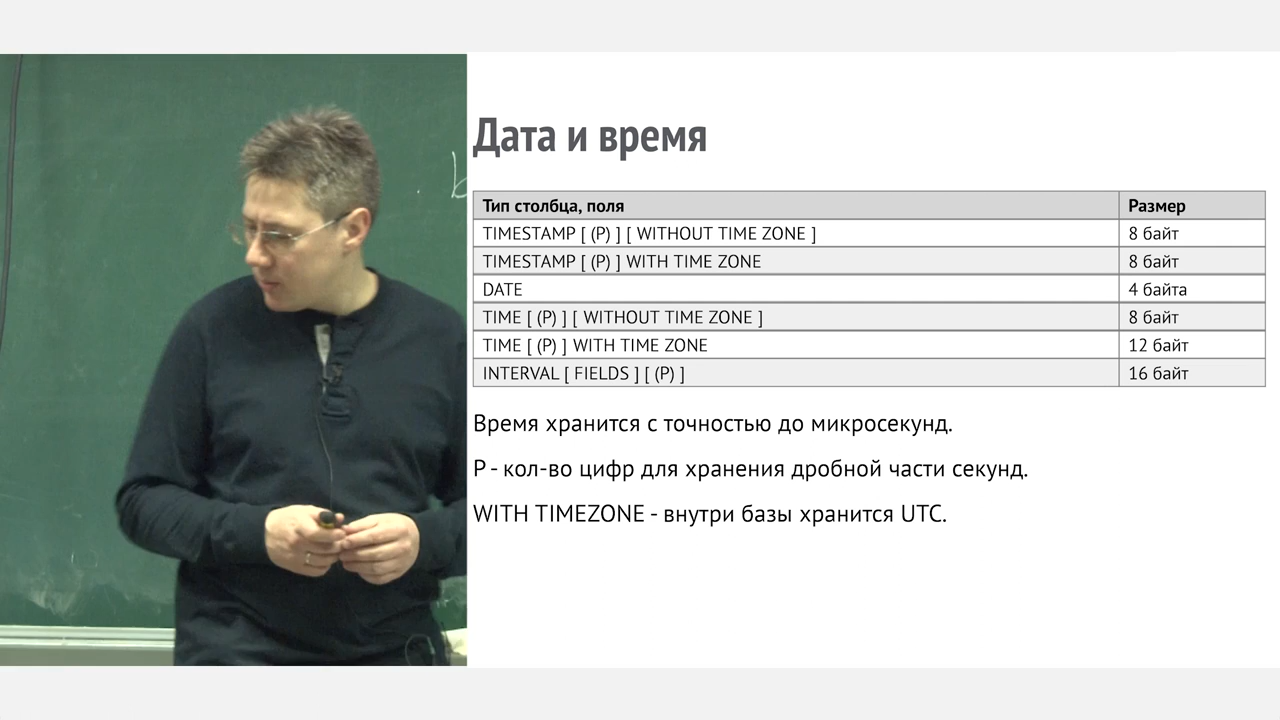 Дата и время
Тип столбца, поля Размер
TIMESTAMP [ (P) ] [ WITHOUT TIME ZONE ] 8 байт
TIMESTAMP [ (P) ] WITH TIME ZONE 8 байт
DATE 4 байта
TIME [ (P) ] [ WITHOUT TIME ZONE ] 8 байт
TIME [ (P) ] WITH TIME ZONE 12 байт
INTERVAL [ FIELDS ] [ (P) ] 16 байт
Время хранится с точностью до микросекунд.
P - кол-во цифр для хранения дробной части секунд.
WITH TIMEZONE - внутри базы хранится UTC.